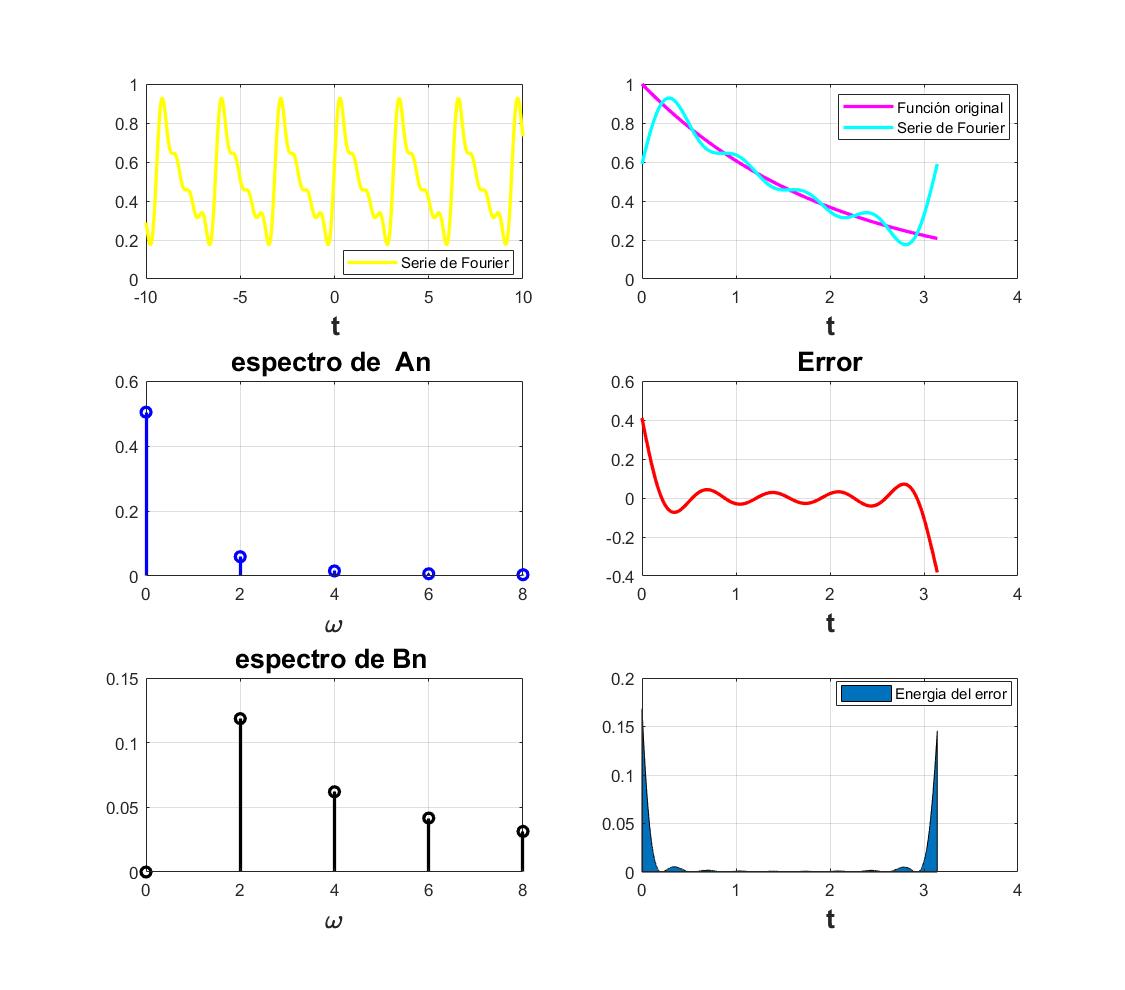 1
0.8
0.6
0.4
0.2
0
-10 -5 0 5 10
t
Serie de Fourier
1
0.8
0.6
0.4
0.2
0
0 1 2 3 4
t
Función original
Serie de Fourier
espectro de  An
0.6
0.4
0.2
0
0 2 4 6 8
ω
Error
0.6
0.4
0.2
0
-0.2
-0.4
0 1 2 3 4
t
espectro de Bn
0.15
0.1
0.05
0
0 2 4 6 8
ω
0.2
0.15
0.1
0.05
0
0 1 2 3 4
t
Energia del error